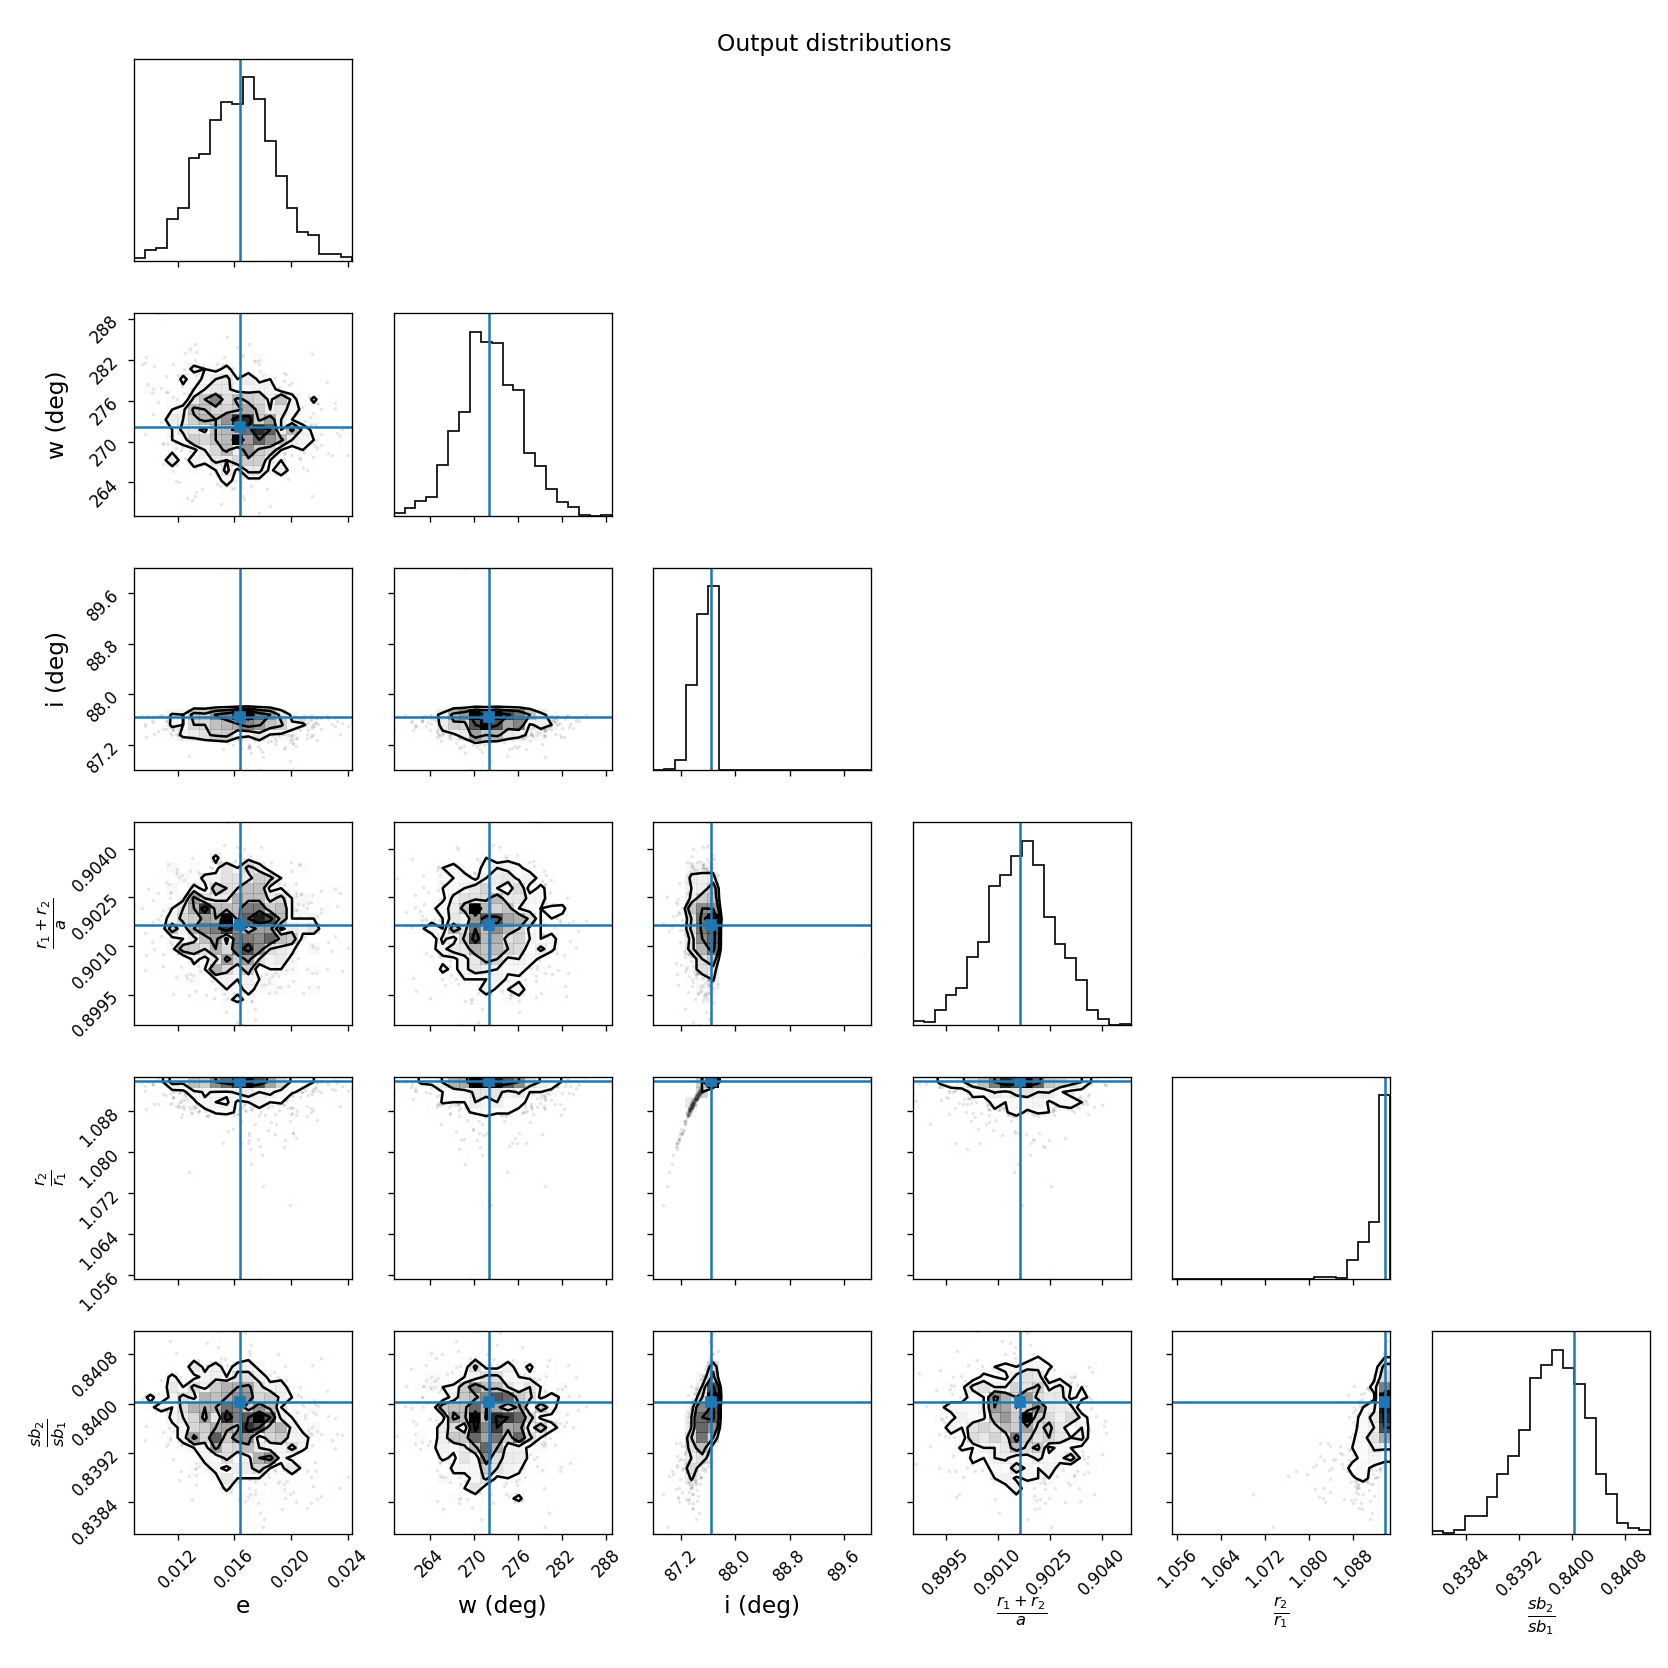 Output distributions
w (deg)
288
282
276
270
264
i (deg)
89.6
88.8
88.0
87.2
r₁ + r₂
a
0.9040
0.9025
0.9010
0.8995
r₂
r₁
1.088
1.080
1.072
1.064
1.056
sb₂
sb₁
0.8408
0.8400
0.8392
0.8384
0.012 0.016 0.020 0.024
264 270 276 282 288
87.2 88.0 88.8 89.6
0.8995 0.9010 0.9025 0.9040
1.056 1.064 1.072 1.080 1.088
0.8384 0.8392 0.8400 0.8408
e
w (deg)
i (deg)
r₁ + r₂
a
r₂
r₁
sb₂
sb₁